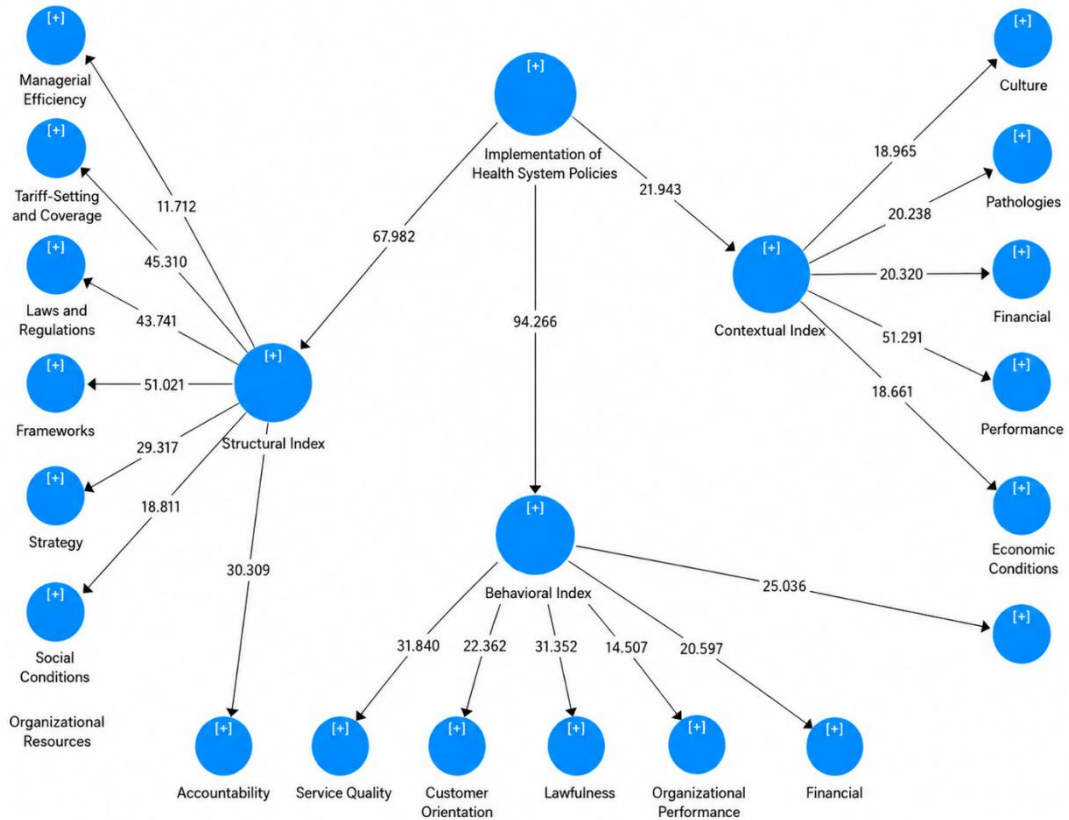 [+]
Managerial
Efficiency
[+]
Tariff-Setting
and Coverage
[+]
Laws and
Regulations
[+]
Frameworks
[+]
Strategy
[+]
Social
Conditions
Organizational
Resources
11.712
45.310
43.741
51.021
29.317
18.811
30.309
[+]
Structural Index
[+]
Implementation of
Health System Policies
67.982
94.266
21.943
[+]
Contextual Index
18.965
20.238
20.320
51.291
18.661
[+]
Culture
[+]
Pathologies
[+]
Financial
[+]
Performance
[+]
Economic
Conditions
[+]
[+]
Behavioral Index
25.036
31.840
22.362
31.352
14.507
20.597
[+]
Accountability
[+]
Service Quality
[+]
Customer
Orientation
[+]
Lawfulness
[+]
Organizational
Performance
[+]
Financial